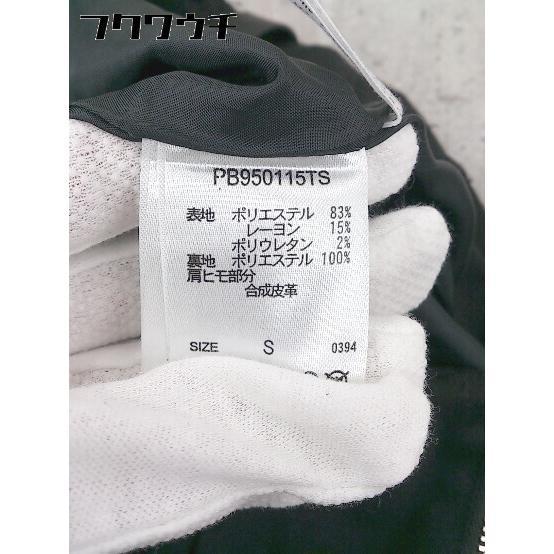 フクワウチ
PB950115TS
表地 ポリエステル 83%
レーヨン 15%
ポリウレタン 2%
裏地 ポリエステル 100%
肩ヒモ部分
合成皮革
SIZE S 0394